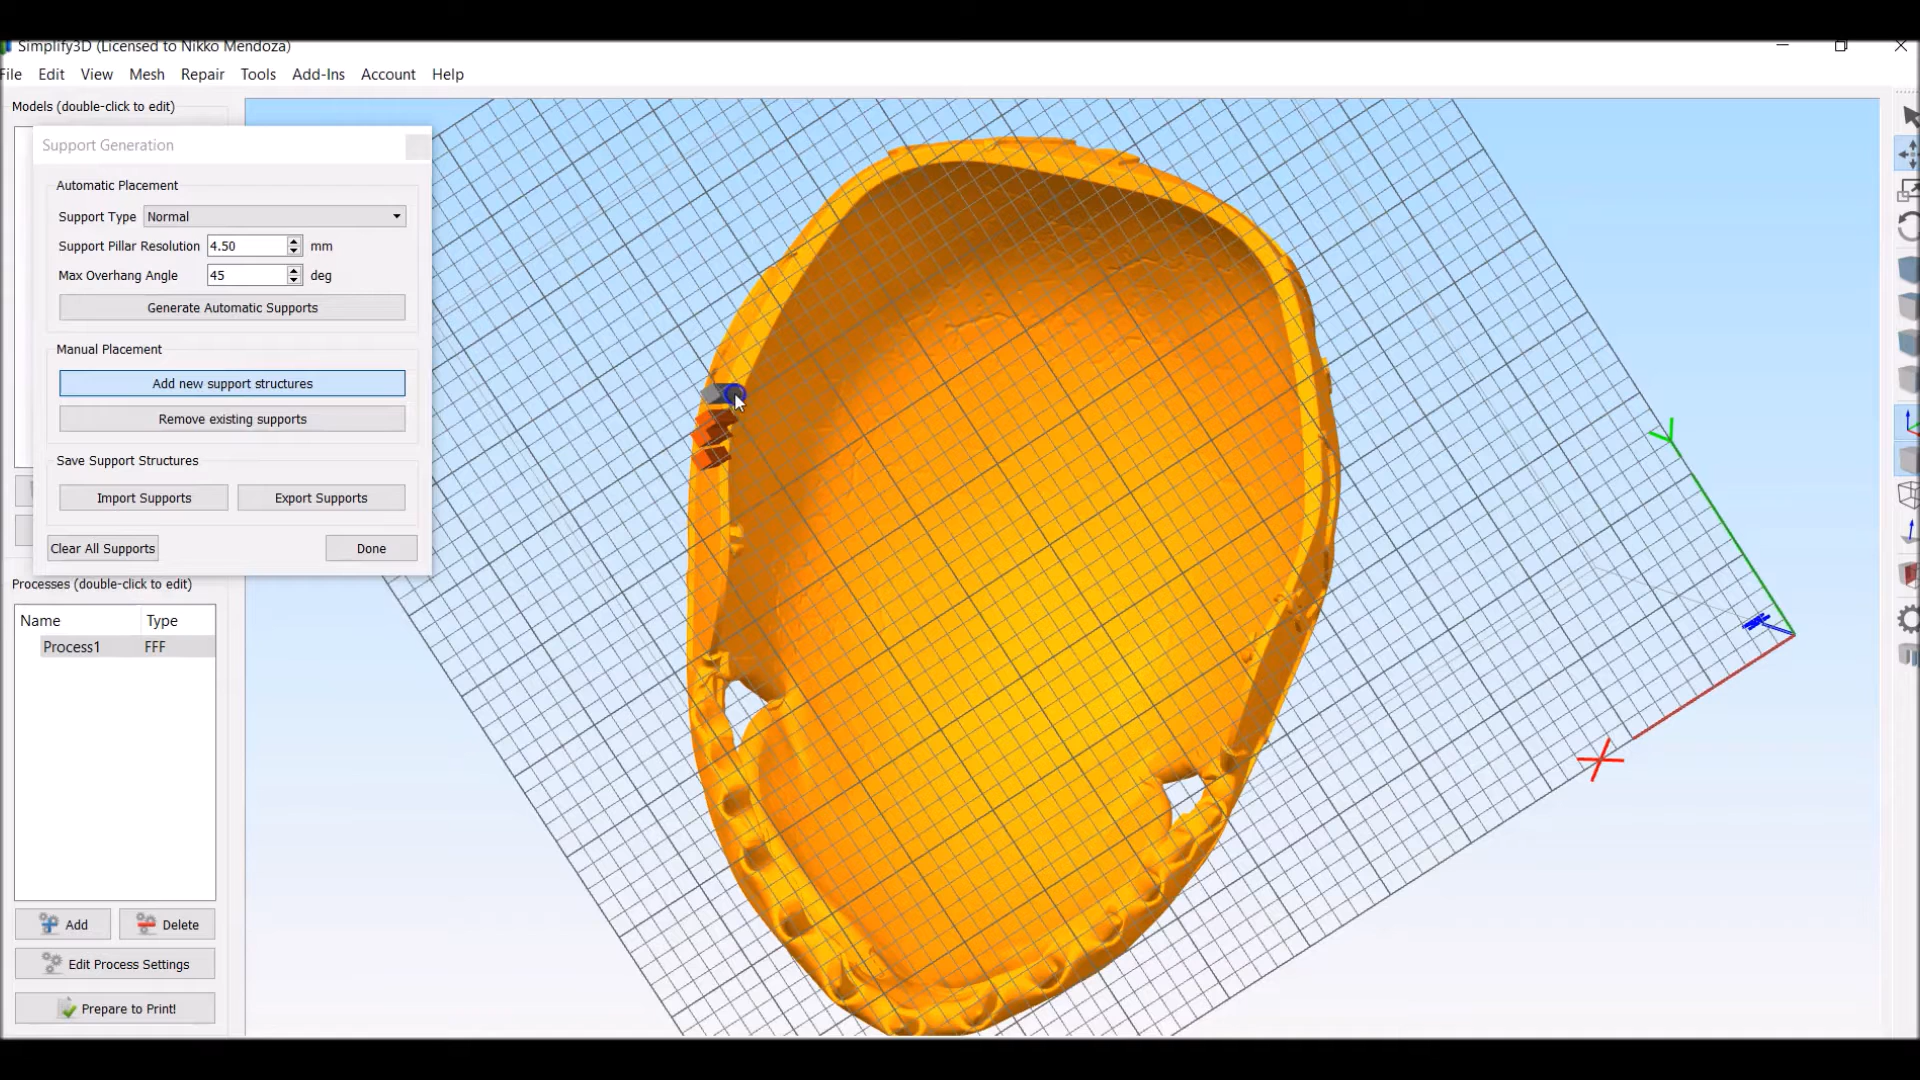 Simplify3D (Licensed to Nikko Mendoza)
File Edit View Mesh Repair Tools Add-Ins Account Help
Models (double-click to edit)
Support Generation
Automatic Placement
Support Type Normal
Support Pillar Resolution 4.50 mm
Max Overhang Angle 45 deg
Generate Automatic Supports
Manual Placement
Add new support structures
Remove existing supports
Save Support Structures
Import Supports Export Supports
Clear All Supports Done
Processes (double-click to edit)
Name Type
Process1 FFF
Add Delete
Edit Process Settings
Prepare to Print!
Y
X